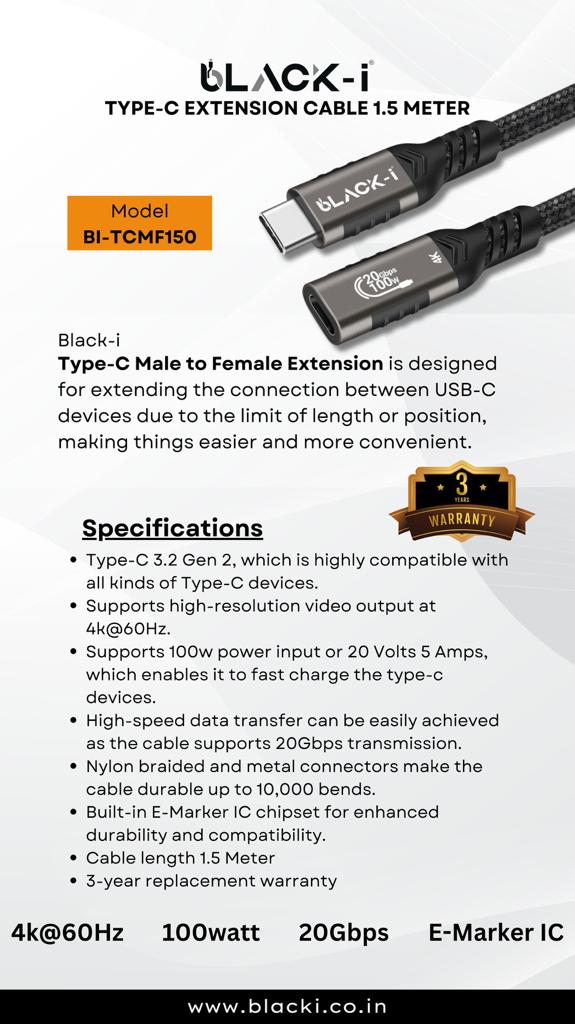 bLACK-i®
TYPE-C EXTENSION CABLE 1.5 METER
bLACK-i®
Model
BI-TCMF150
20Gbps
100w
4K
Black-i
Type-C Male to Female Extension is designed
for extending the connection between USB-C
devices due to the limit of length or position,
making things easier and more convenient.
3
YEARS
WARRANTY
Specifications
• Type-C 3.2 Gen 2, which is highly compatible with
all kinds of Type-C devices.
• Supports high-resolution video output at
4k@60Hz.
• Supports 100w power input or 20 Volts 5 Amps,
which enables it to fast charge the type-c
devices.
• High-speed data transfer can be easily achieved
as the cable supports 20Gbps transmission.
• Nylon braided and metal connectors make the
cable durable up to 10,000 bends.
• Built-in E-Marker IC chipset for enhanced
durability and compatibility.
• Cable length 1.5 Meter
• 3-year replacement warranty
4k@60Hz 100watt 20Gbps E-Marker IC
www.blacki.co.in